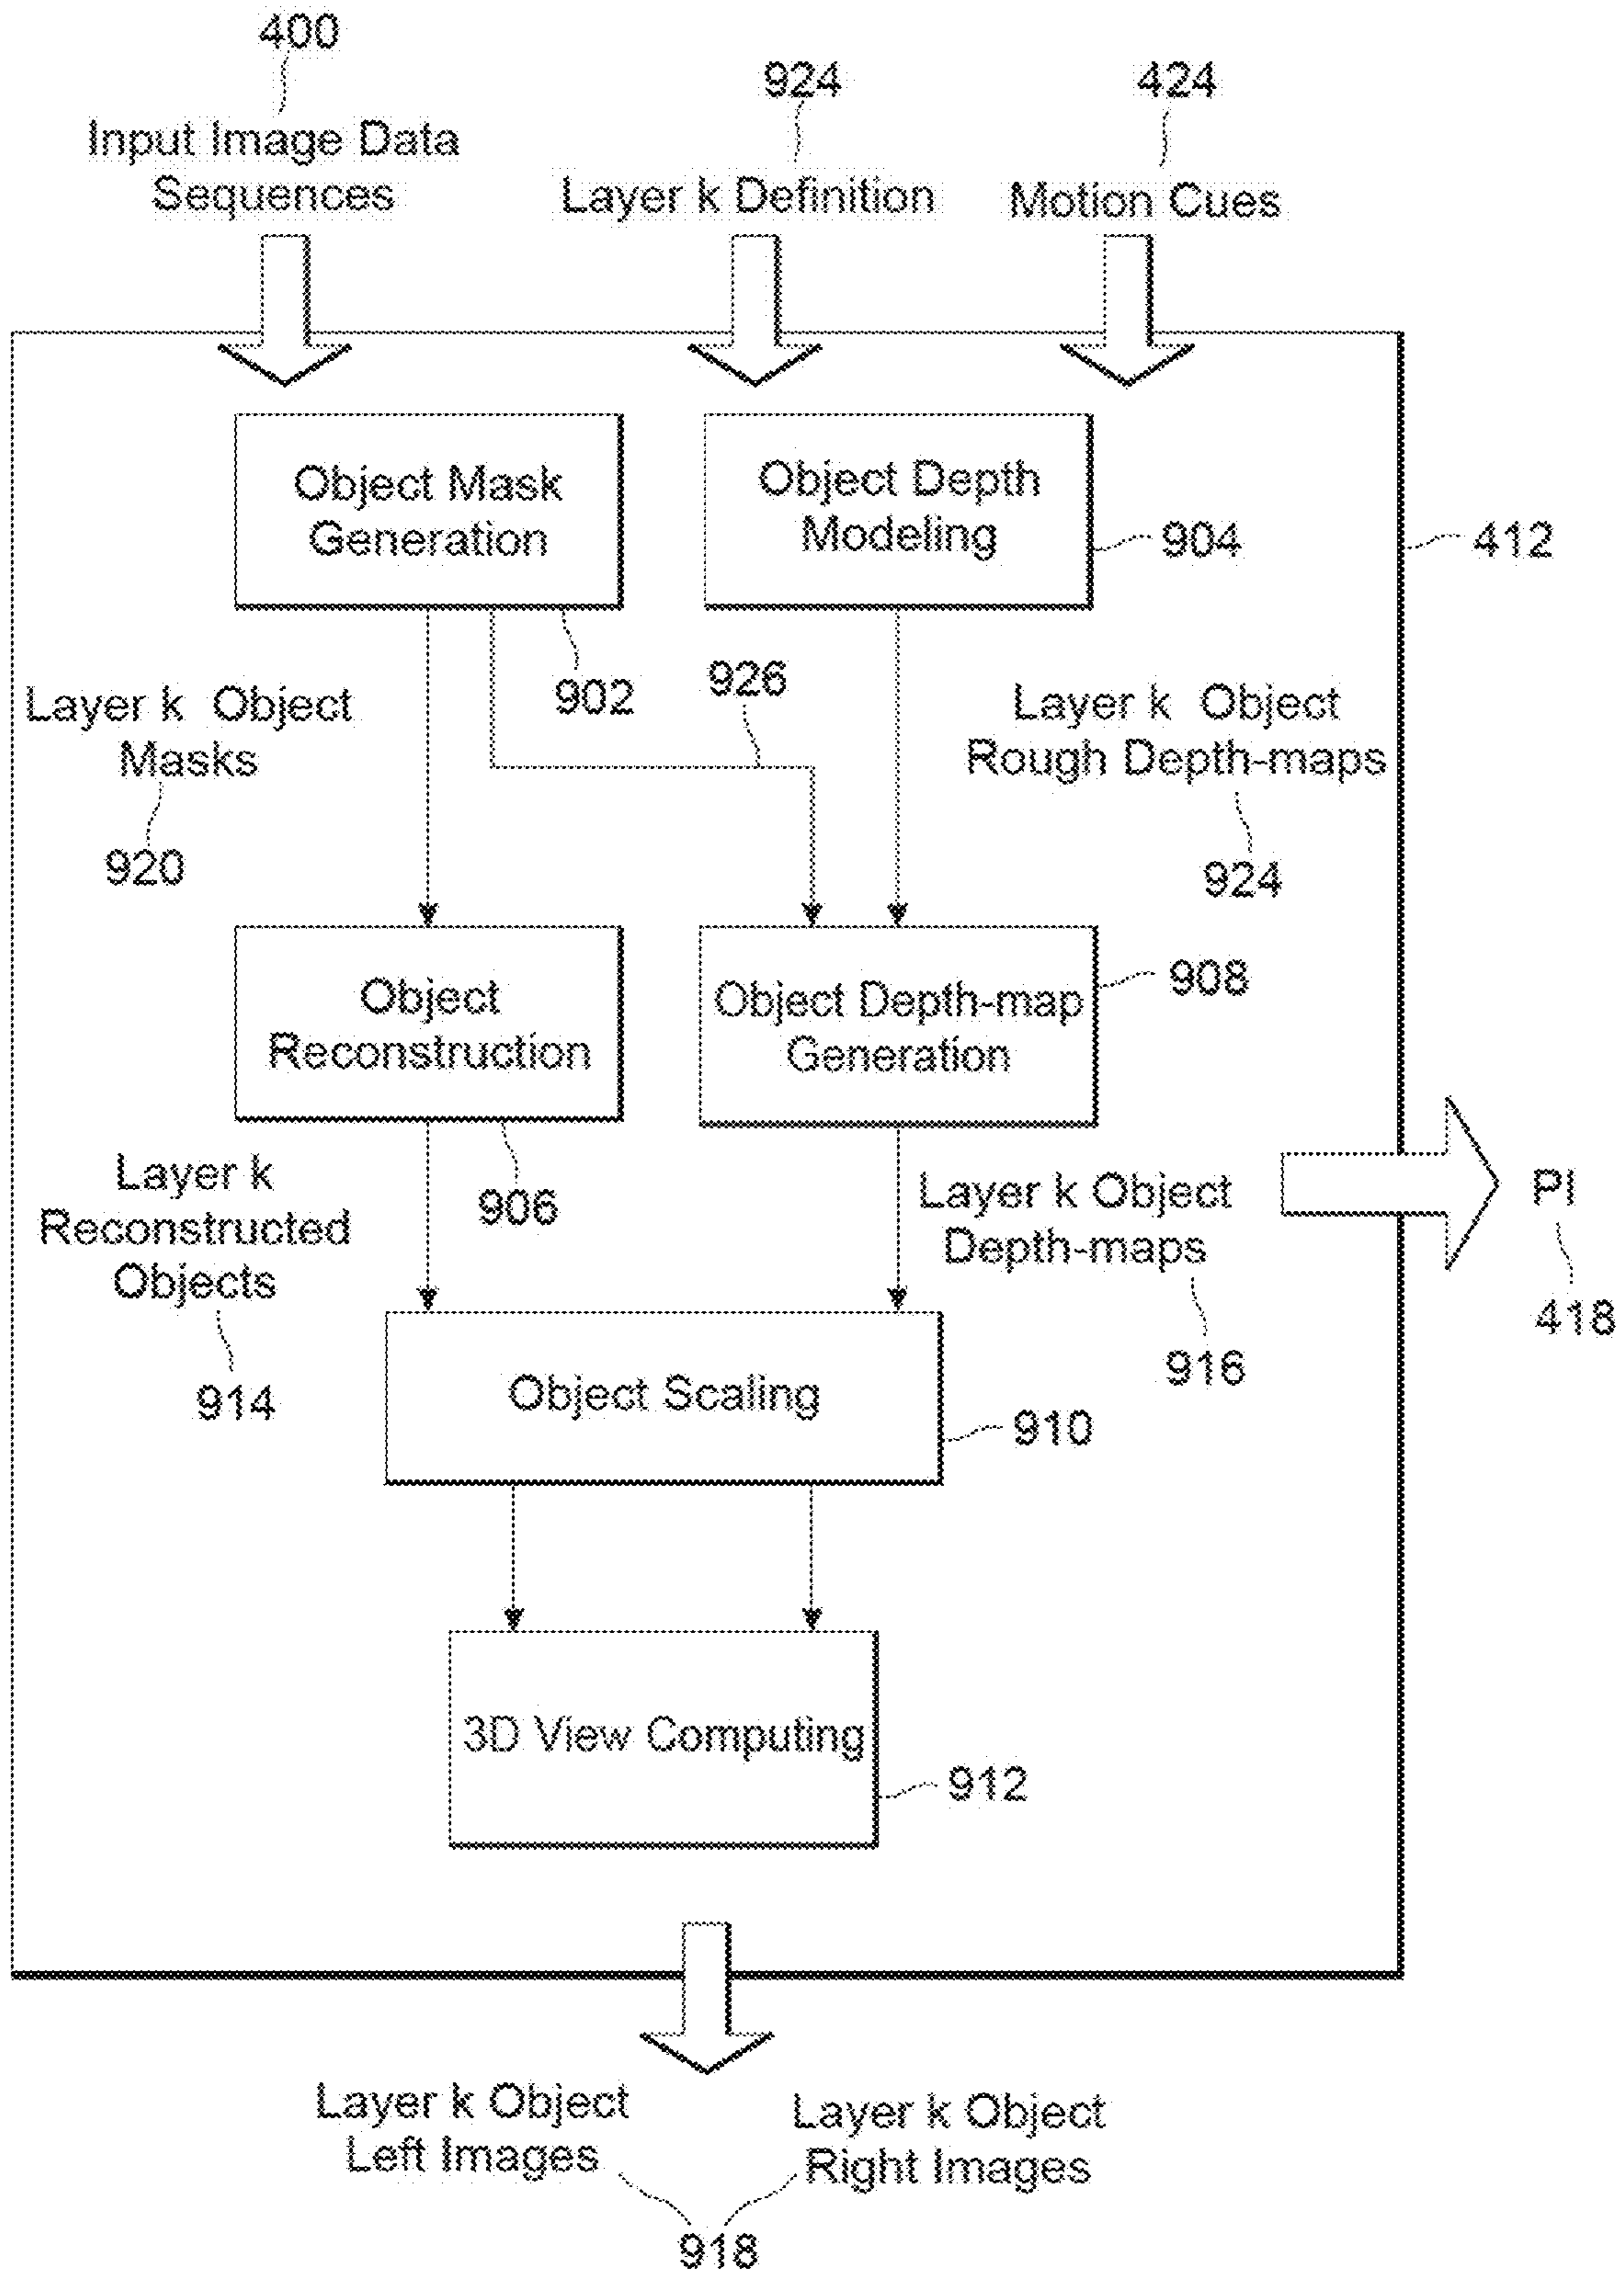 400
Input Image Data
Sequences
924
Layer k Definition
424
Motion Cues
Object Mask
Generation
Object Depth
Modeling
904
412
902
926
Layer k Object
Masks
920
Layer k Object
Rough Depth-maps
924
Object
Reconstruction
Object Depth-map
Generation
908
906
Layer k
Reconstructed
Objects
914
Layer k Object
Depth-maps
916
PI
418
Object Scaling
910
3D View Computing
912
Layer k Object
Left Images
Layer k Object
Right Images
918